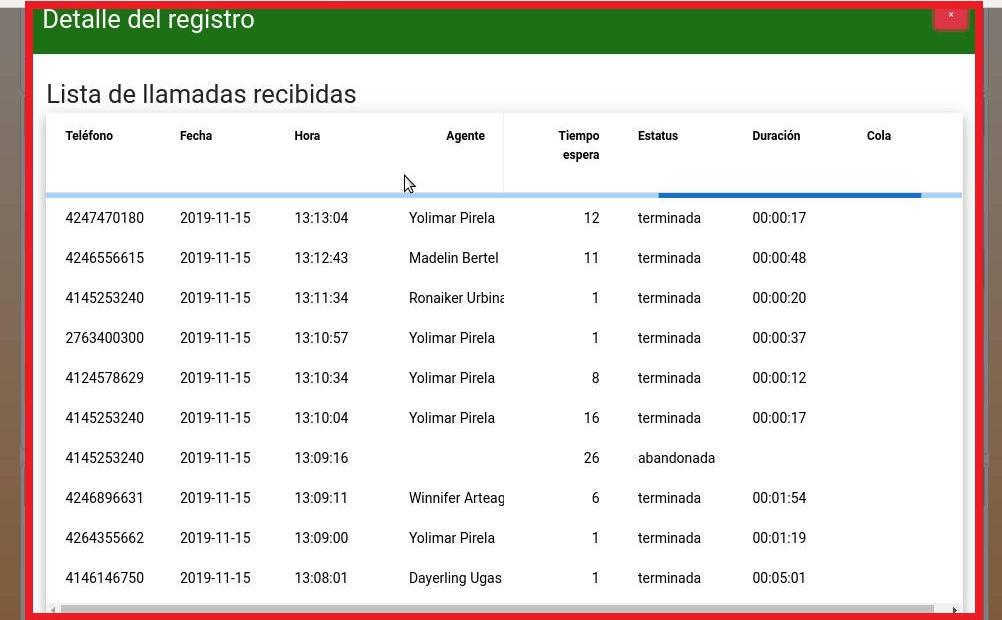 Detalle del registro
×
Lista de llamadas recibidas
Teléfono Fecha Hora Agente Tiempo espera Estatus Duración Cola
4247470180 2019-11-15 13:13:04 Yolimar Pirela 12 terminada 00:00:17
4246556615 2019-11-15 13:12:43 Madelin Bertel 11 terminada 00:00:48
4145253240 2019-11-15 13:11:34 Ronaiker Urbina 1 terminada 00:00:20
2763400300 2019-11-15 13:10:57 Yolimar Pirela 1 terminada 00:00:37
4124578629 2019-11-15 13:10:34 Yolimar Pirela 8 terminada 00:00:12
4145253240 2019-11-15 13:10:04 Yolimar Pirela 16 terminada 00:00:17
4145253240 2019-11-15 13:09:16 26 abandonada
4246896631 2019-11-15 13:09:11 Winnifer Arteag 6 terminada 00:01:54
4264355662 2019-11-15 13:09:00 Yolimar Pirela 1 terminada 00:01:19
4146146750 2019-11-15 13:08:01 Dayerling Ugas 1 terminada 00:05:01